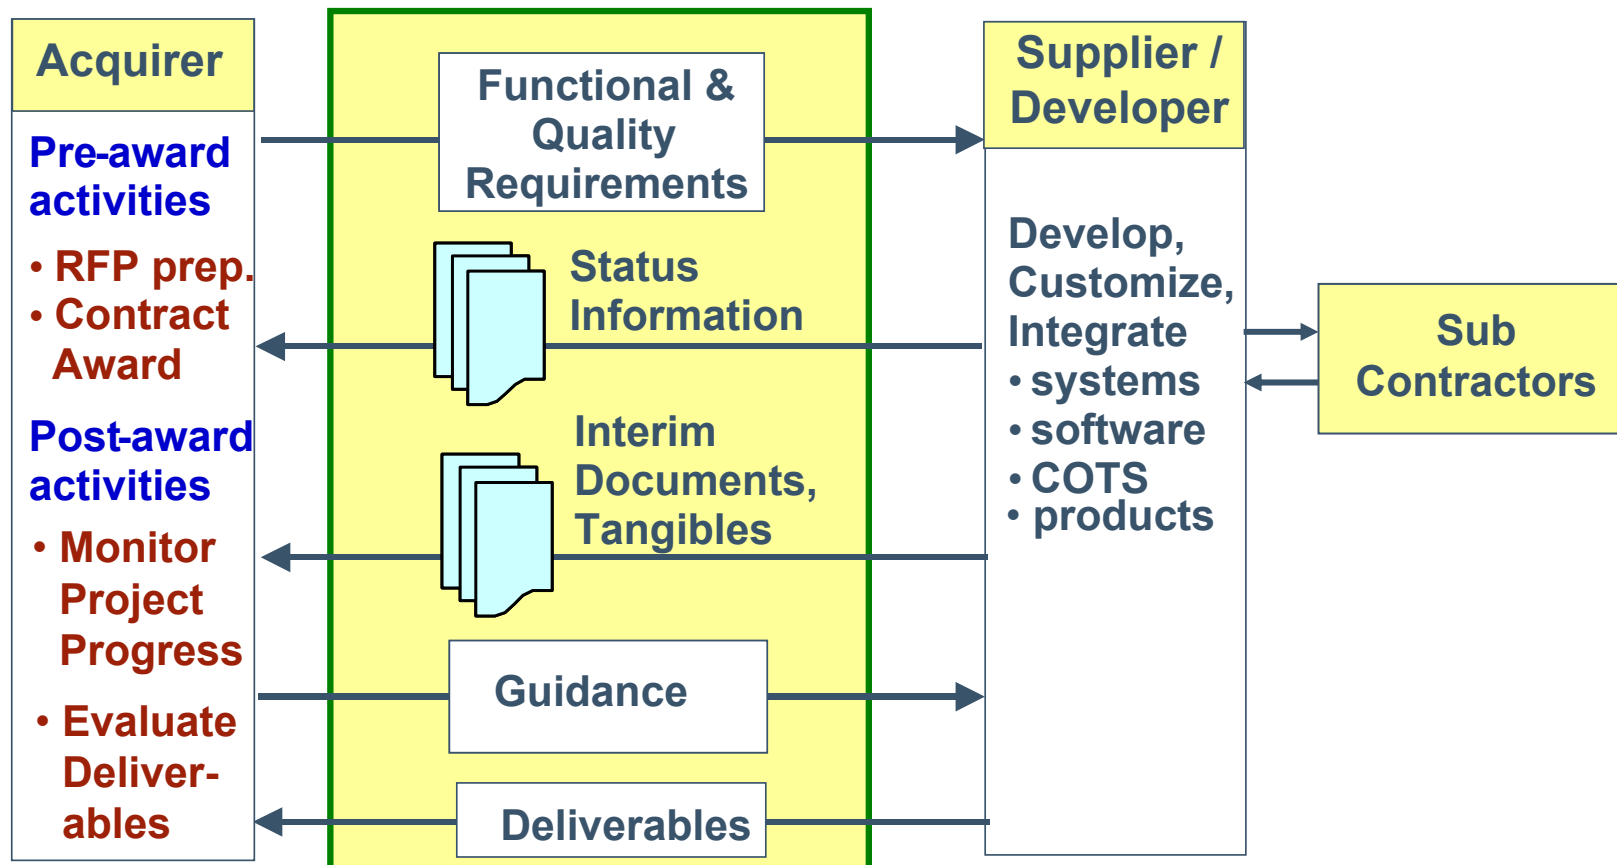 Acquirer
Pre-award
activities
• RFP prep.
• Contract
Award
Post-award
activities
• Monitor
Project
Progress
• Evaluate
Deliver-
ables
Functional &
Quality
Requirements
Status
Information
Interim
Documents,
Tangibles
Guidance
Deliverables
Supplier /
Developer
Develop,
Customize,
Integrate
• systems
• software
• COTS
• products
Sub
Contractors